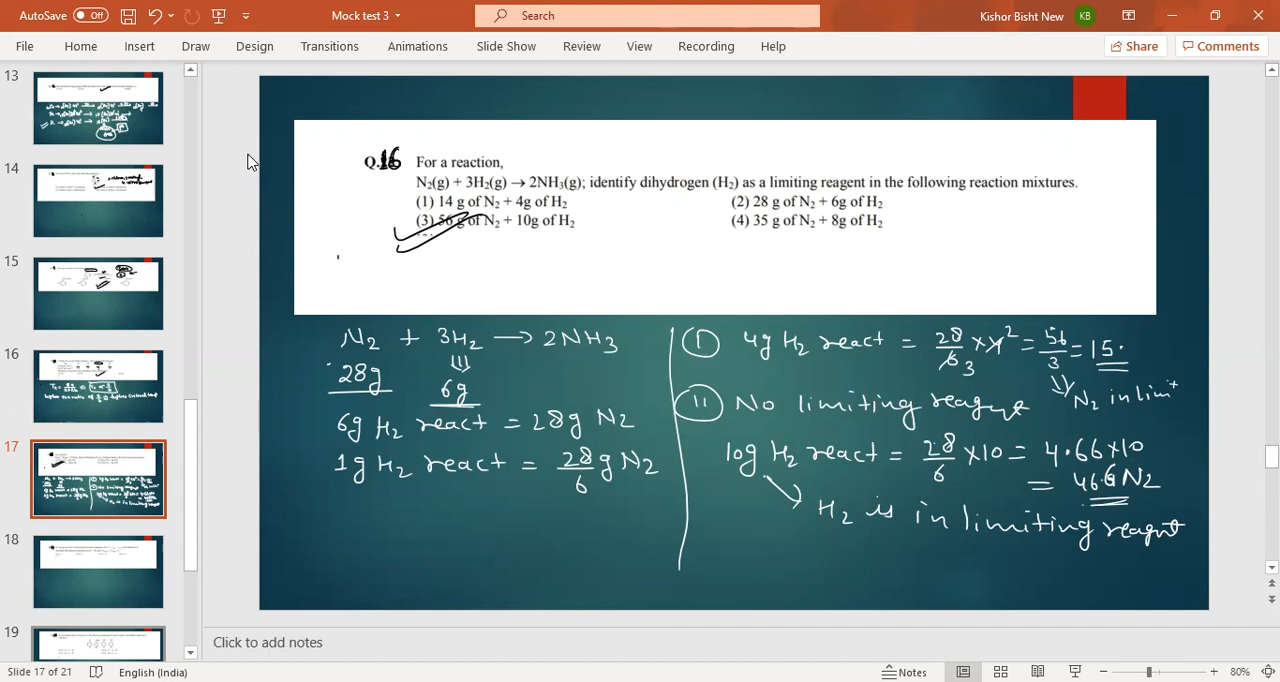 AutoSave Off Mock test 3 Search Kishor Bisht New KB
File Home Insert Draw Design Transitions Animations Slide Show Review View Recording Help Share Comments
13
14
15
16
17
18
19
Q.16 For a reaction,
N₂(g) + 3H₂(g) → 2NH₃(g); identify dihydrogen (H₂) as a limiting reagent in the following reaction mixtures.
(1) 14 g of N₂ + 4g of H₂ (2) 28 g of N₂ + 6g of H₂
(3) 56 g of N₂ + 10g of H₂ (4) 35 g of N₂ + 8g of H₂
N₂ + 3H₂ → 2NH₃
28g 6g
6g H₂ react = 28g N₂
1g H₂ react = 28/6 g N₂
I 4g H₂ react = 28/6 3 × 4 2 = 56/3 = 15.
N₂ in limit
II No limiting reagent
10g H₂ react = 28/6 × 10 = 4.66×10
= 46.6 N₂
H₂ is in limiting reagent
Click to add notes
Slide 17 of 21 English (India) Notes 80%